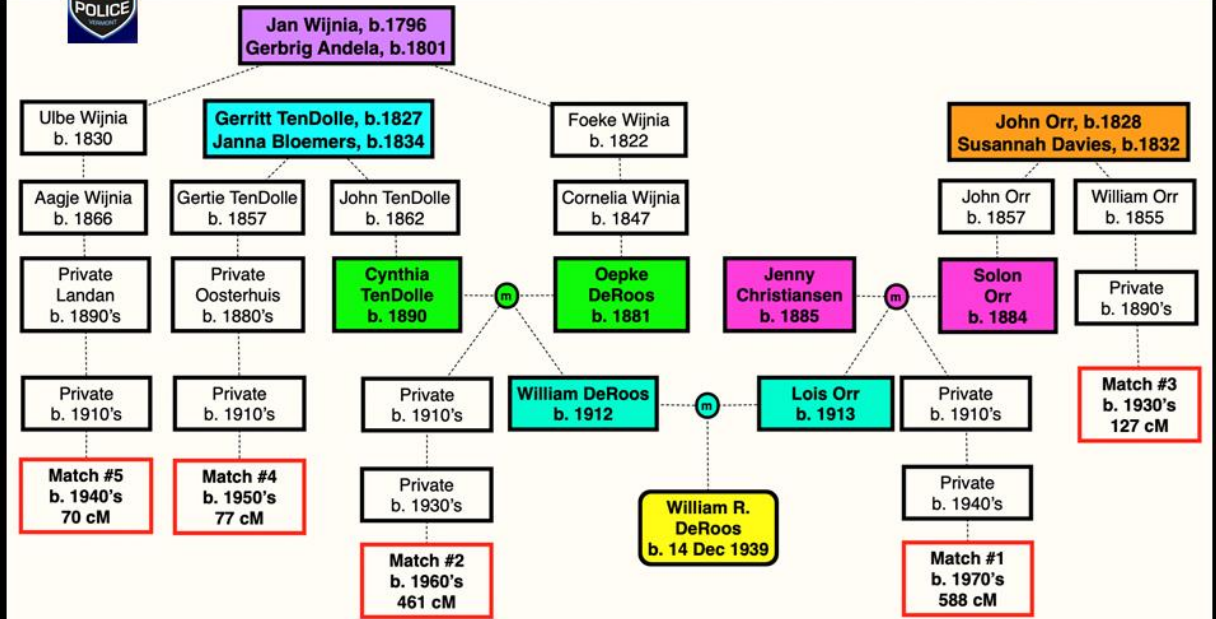 POLICE
VERMONT
Jan Wijnia, b.1796
Gerbrig Andela, b.1801
Ulbe Wijnia
b. 1830
Gerritt TenDolle, b.1827
Janna Bloemers, b.1834
Foeke Wijnia
b. 1822
John Orr, b.1828
Susannah Davies, b.1832
Aagje Wijnia
b. 1866
Gertie TenDolle
b. 1857
John TenDolle
b. 1862
Cornelia Wijnia
b. 1847
John Orr
b. 1857
William Orr
b. 1855
Private
Landan
b. 1890's
Private
Oosterhuis
b. 1880's
Cynthia
TenDolle
b. 1890
m
Oepke
DeRoos
b. 1881
Jenny
Christiansen
b. 1885
m
Solon
Orr
b. 1884
Private
b. 1890's
Private
b. 1910's
Private
b. 1910's
Private
b. 1910's
William DeRoos
b. 1912
m
Lois Orr
b. 1913
Private
b. 1910's
Match #3
b. 1930's
127 cM
Match #5
b. 1940's
70 cM
Match #4
b. 1950's
77 cM
Private
b. 1930's
William R.
DeRoos
b. 14 Dec 1939
Private
b. 1940's
Match #2
b. 1960's
461 cM
Match #1
b. 1970's
588 cM